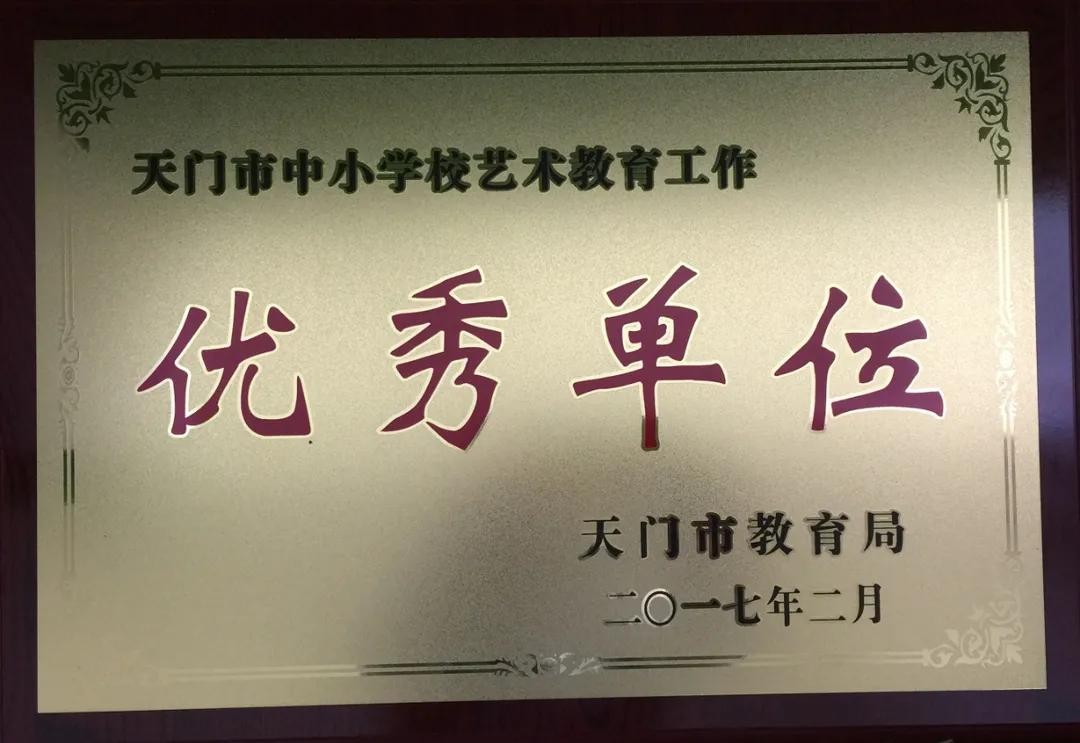 天门市中小学校艺术教育工作
优秀单位
天门市教育局
二〇一七年二月